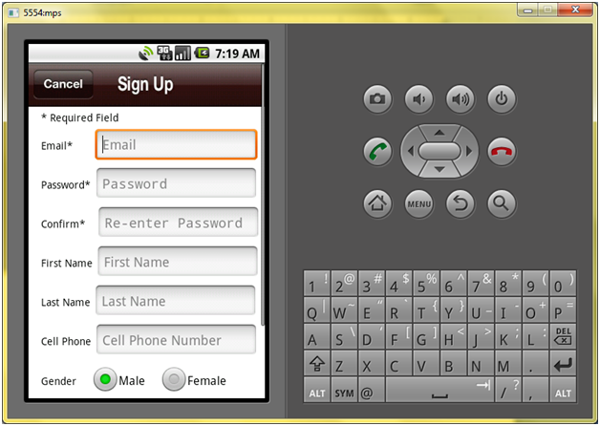 5554:mps
3G
7:19 AM
Cancel
Sign Up
* Required Field
Email*
Email
Password*
Password
Confirm*
Re-enter Password
First Name
First Name
Last Name
Last Name
Cell Phone
Cell Phone Number
Gender
Male
Female
MENU
1 ! 2 @ 3 # 4 $ 5 % 6 ^ 7 & 8 * 9 ( 0 )
Q | W ~ E " R ` T { Y } U _ I - O + P =
A S \ D ' F [ G ] H < J > K ; L : DEL
Z X C V B N M .
ALT SYM @ / ? , ALT